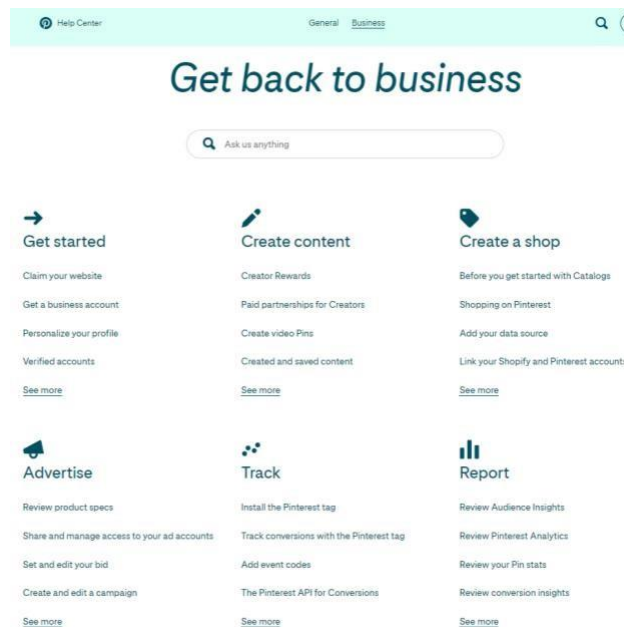 Help Center
General Business
Get back to business
Ask us anything
Get started
Claim your website
Get a business account
Personalize your profile
Verified accounts
See more
Create content
Creator Rewards
Paid partnerships for Creators
Create video Pins
Created and saved content
See more
Create a shop
Before you get started with Catalogs
Shopping on Pinterest
Add your data source
Link your Shopify and Pinterest accounts
See more
Advertise
Review product specs
Share and manage access to your ad accounts
Set and edit your bid
Create and edit a campaign
See more
Track
Install the Pinterest tag
Track conversions with the Pinterest tag
Add event codes
The Pinterest API for Conversions
See more
Report
Review Audience Insights
Review Pinterest Analytics
Review your Pin stats
Review conversion insights
See more